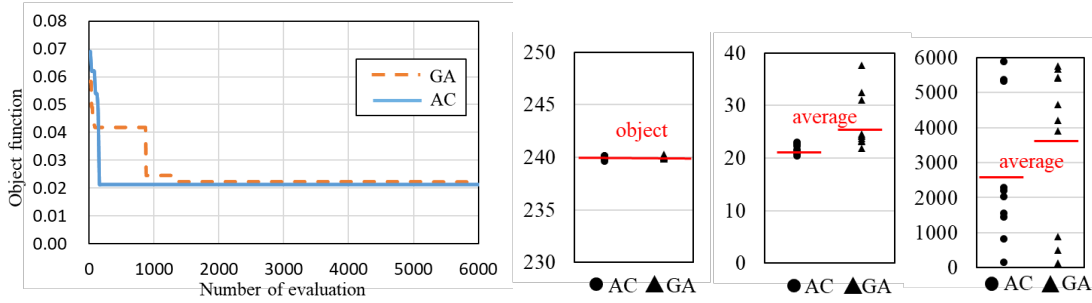 Object function
0.08
0.07
0.06
0.05
0.04
0.03
0.02
0.01
0.00
0 1000 2000 3000 4000 5000 6000
Number of evaluation
GA
AC
250
245
240
235
230
object
AC GA
40
30
20
10
0
average
AC GA
6000
5000
4000
3000
2000
1000
0
average
AC GA